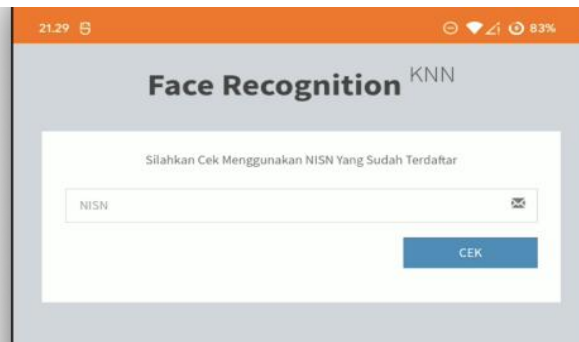 21.29 83%
Face Recognition KNN
Silahkan Cek Menggunakan NISN Yang Sudah Terdaftar
NISN
CEK